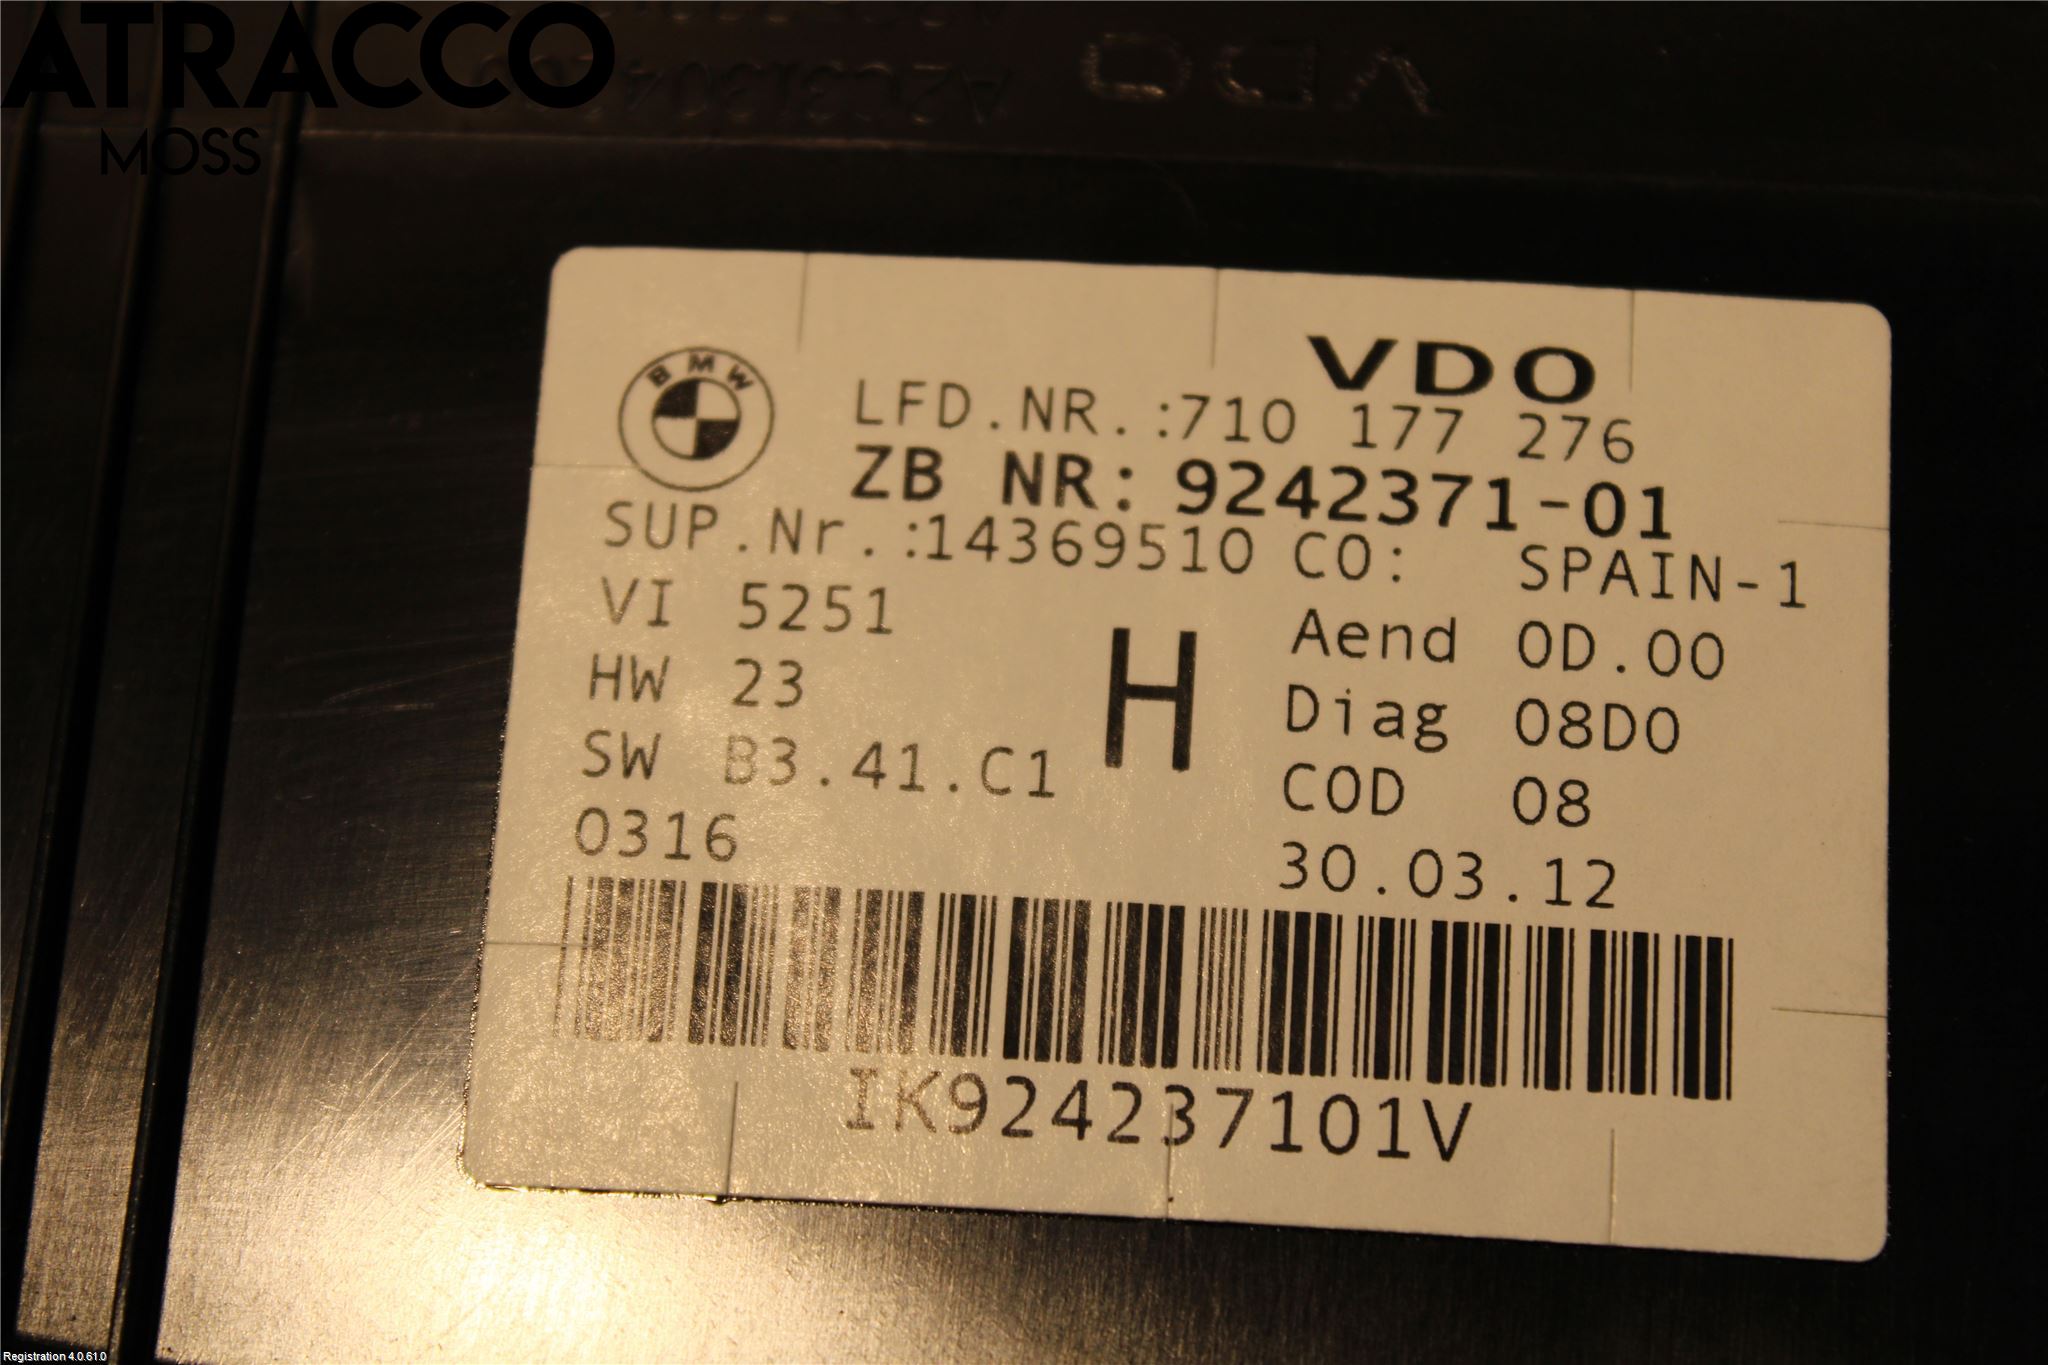 ATRACCO
MOSS
VDO
BMW
VDO
LFD.NR.:710 177 276
ZB NR: 9242371-01
SUP.Nr.:14369510 CO: SPAIN-1
VI 5251
Aend 0D.00
HW 23
H
Diag 08D0
SW B3.41.C1
COD 08
0316
30.03.12
IK924237101V
Registration 4.0.61.0